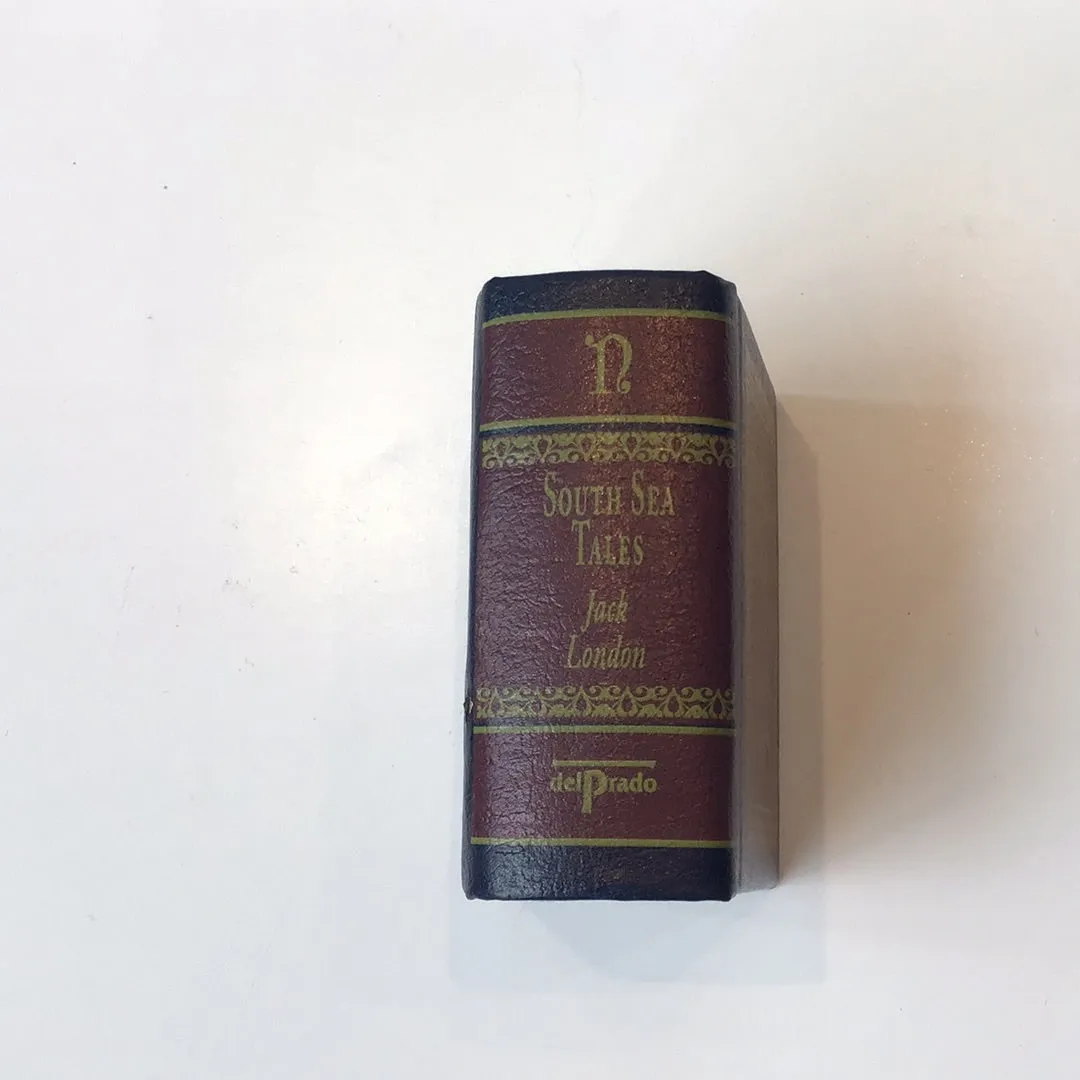 n
South Sea
Tales
Jack
London
delPrado